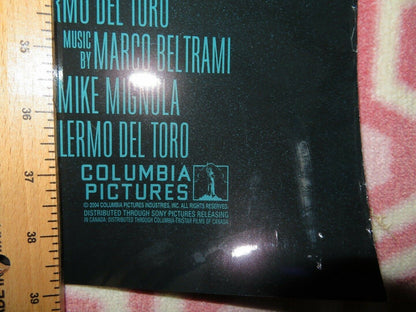 RMO DEL TORO
MUSIC BY MARCO BELTRAMI
MIKE MIGNOLA
LERMO DEL TORO
COLUMBIA
PICTURES
© 2004 COLUMBIA PICTURES INDUSTRIES, INC. ALL RIGHTS RESERVED.
DISTRIBUTED THROUGH SONY PICTURES RELEASING
IN CANADA: DISTRIBUTED THROUGH COLUMBIA TRISTAR FILMS OF CANADA
35
36
37
38
39